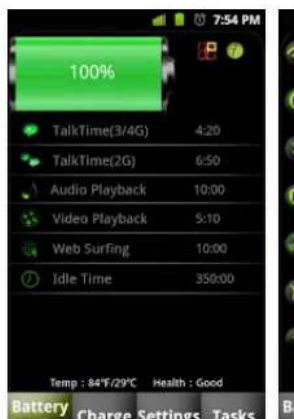 7:54 PM
100%
TalkTime(3/4G) 4:20
TalkTime(2G) 6:50
Audio Playback 10:00
Video Playback 5:10
Web Surfing 10:00
Idle Time 350:00
Temp : 84°F/29°C Health : Good
Battery Charge Settings Tasks